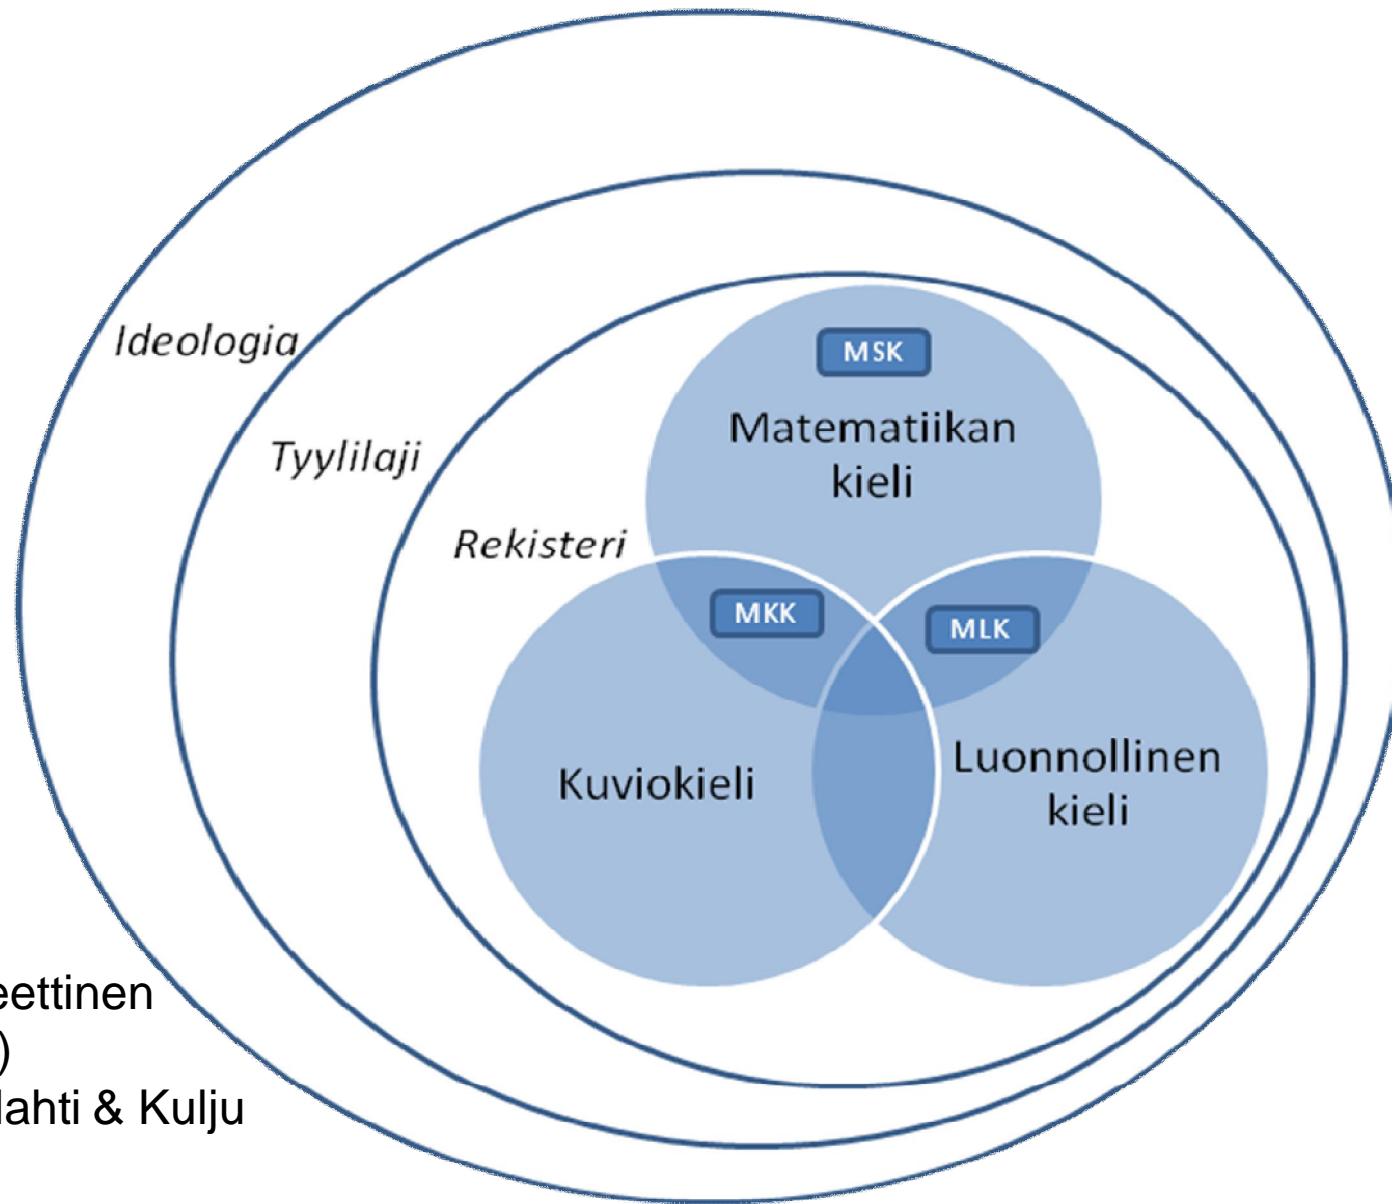 Ideologia
Tyylilaji
Rekisteri
MSK
Matematiikan
kieli
MKK
MLK
Kuviokieli
Luonnollinen
kieli
eettinen
)
lahti & Kulju